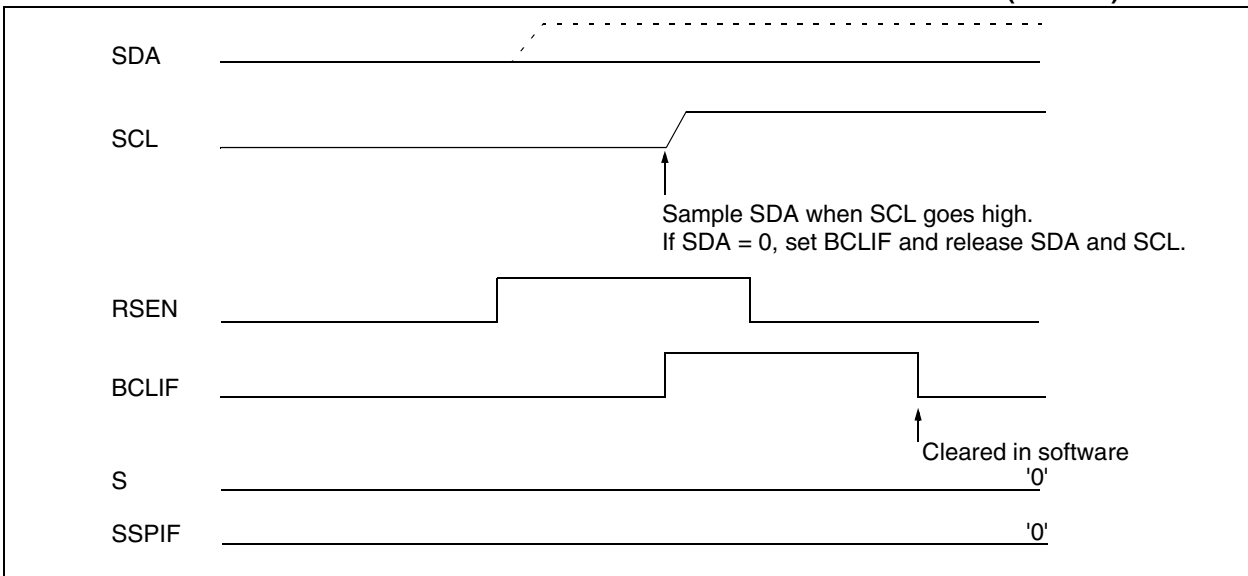 SDA
SCL
Sample SDA when SCL goes high.
If SDA = 0, set BCLIF and release SDA and SCL.
RSEN
BCLIF
Cleared in software
S
'0'
SSPIF
'0'